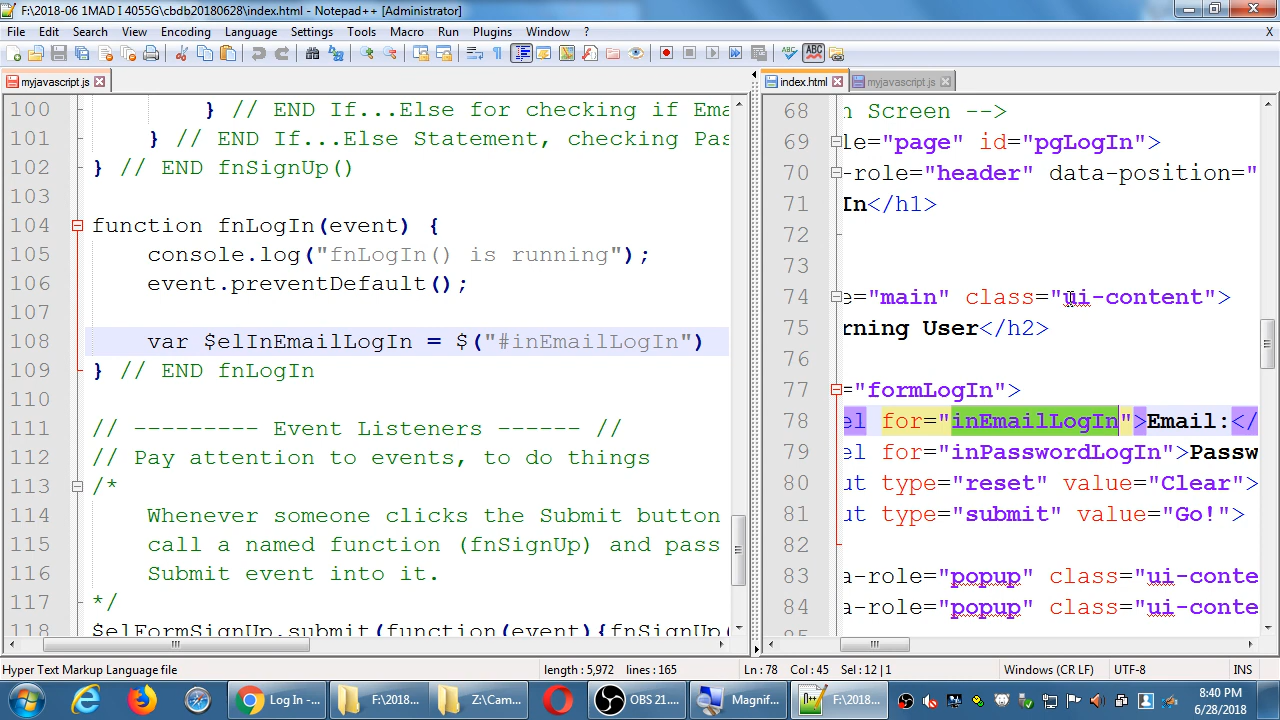 F:\2018-06 1MAD I 4055G\cbdb20180628\index.html - Notepad++ [Administrator]
File Edit Search View Encoding Language Settings Tools Macro Run Plugins Window ? X
myjavascript.js
100 } // END If...Else for checking if Ema
101 } // END If...Else Statement, checking Pas
102 } // END fnSignUp()
103
104 function fnLogIn(event) {
105 console.log("fnLogIn() is running");
106 event.preventDefault();
107
108 var $elInEmailLogIn = $("#inEmailLogIn")
109 } // END fnLogIn
110
111 // --------- Event Listeners ------ //
112 // Pay attention to events, to do things
113 /*
114 Whenever someone clicks the Submit button
115 call a named function (fnSignUp) and pass
116 Submit event into it.
117 */
118 $elFormSignUp.submit(function(event){fnSignUp(
index.html myjavascript.js
68 n Screen -->
69 le="page" id="pgLogIn">
70 -role="header" data-position="
71 In</h1>
72
73
74 e="main" class="ui-content">
75 rning User</h2>
76
77 ="formLogIn">
78 el for="inEmailLogIn">Email:</
79 el for="inPasswordLogIn">Passw
80 ut type="reset" value="Clear">
81 ut type="submit" value="Go!">
82
83 a-role="popup" class="ui-conte
84 a-role="popup" class="ui-conte
Hyper Text Markup Language file length : 5,972 lines : 165 Ln : 78 Col : 45 Sel : 12 | 1 Windows (CR LF) UTF-8 INS
Log In -... F:\2018... Z:\Cam... OBS 21.... Magnif... F:\2018... 8:40 PM
6/28/2018